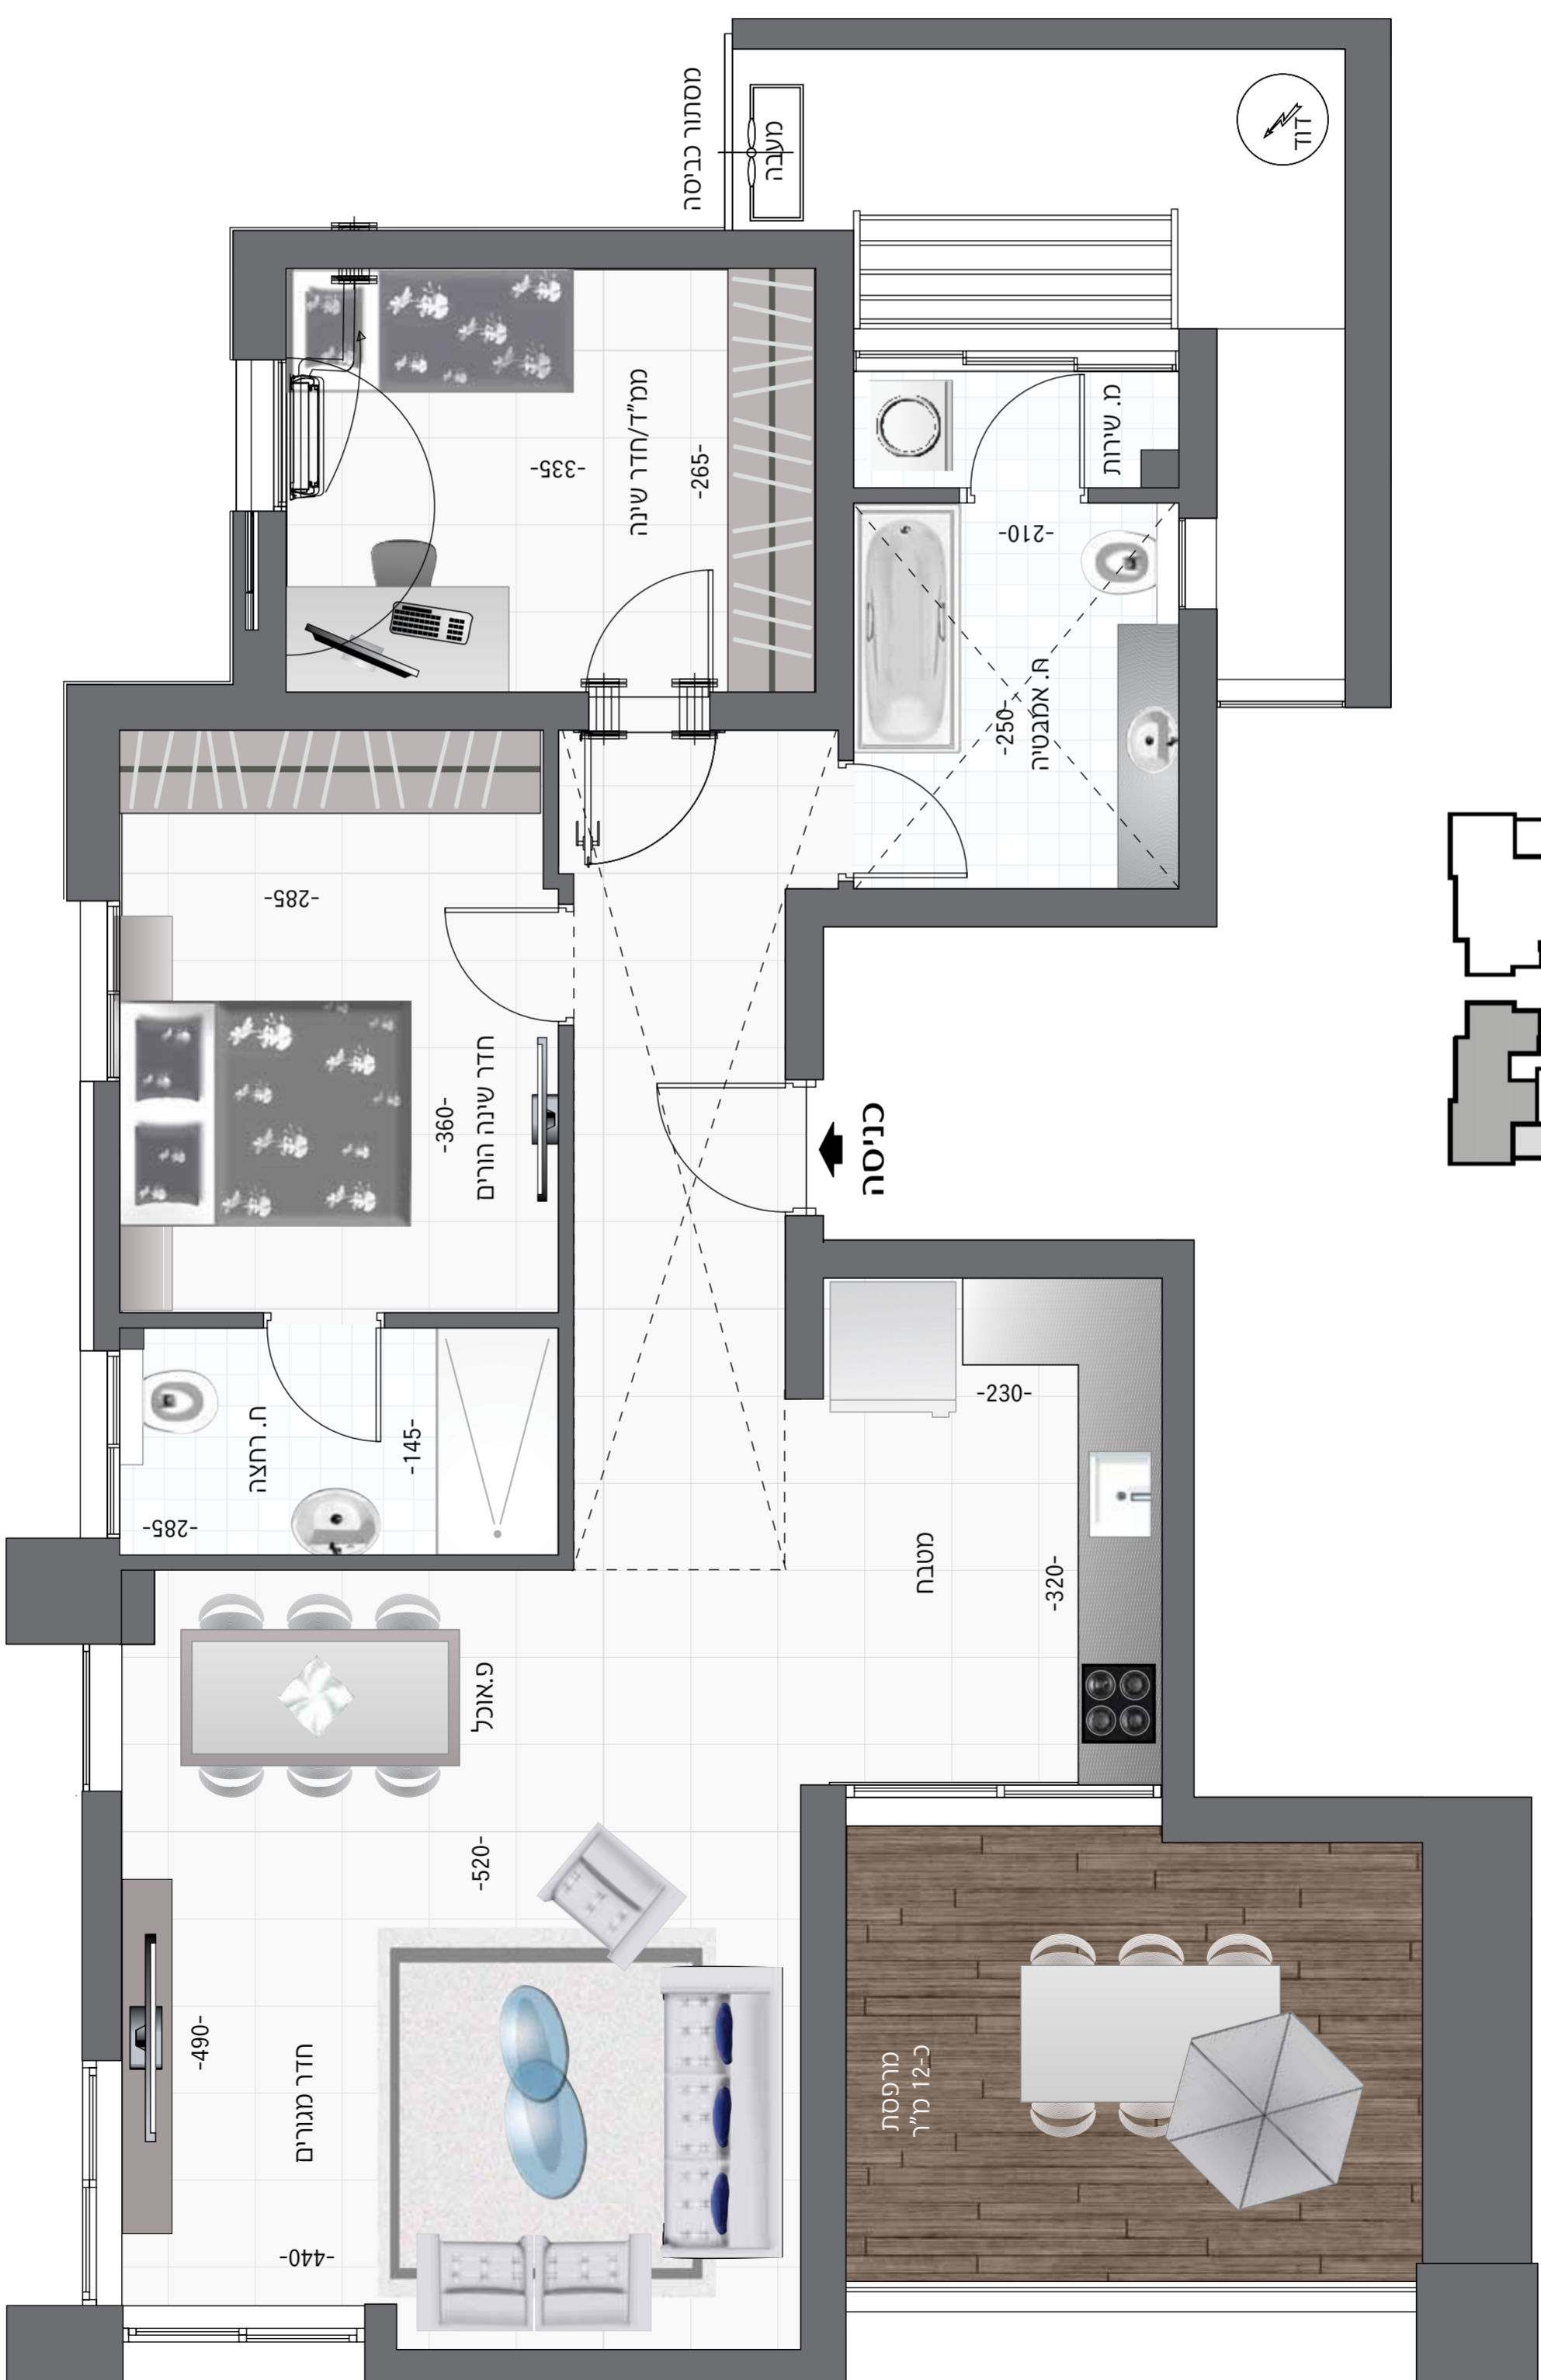 מסתור כביסה
מעבה
דוד
ממ"ד/חדר שינה
-335-
-265-
מ. שירות
-210-
ח. אמבטיה
-250-
-285-
חדר שינה הורים
-360-
כניסה
ח. רחצה
-145-
-285-
-230-
מטבח
-320-
פ.אוכל
-520-
חדר מגורים
-490-
-440-
מרפסת
כ-12 מ"ר